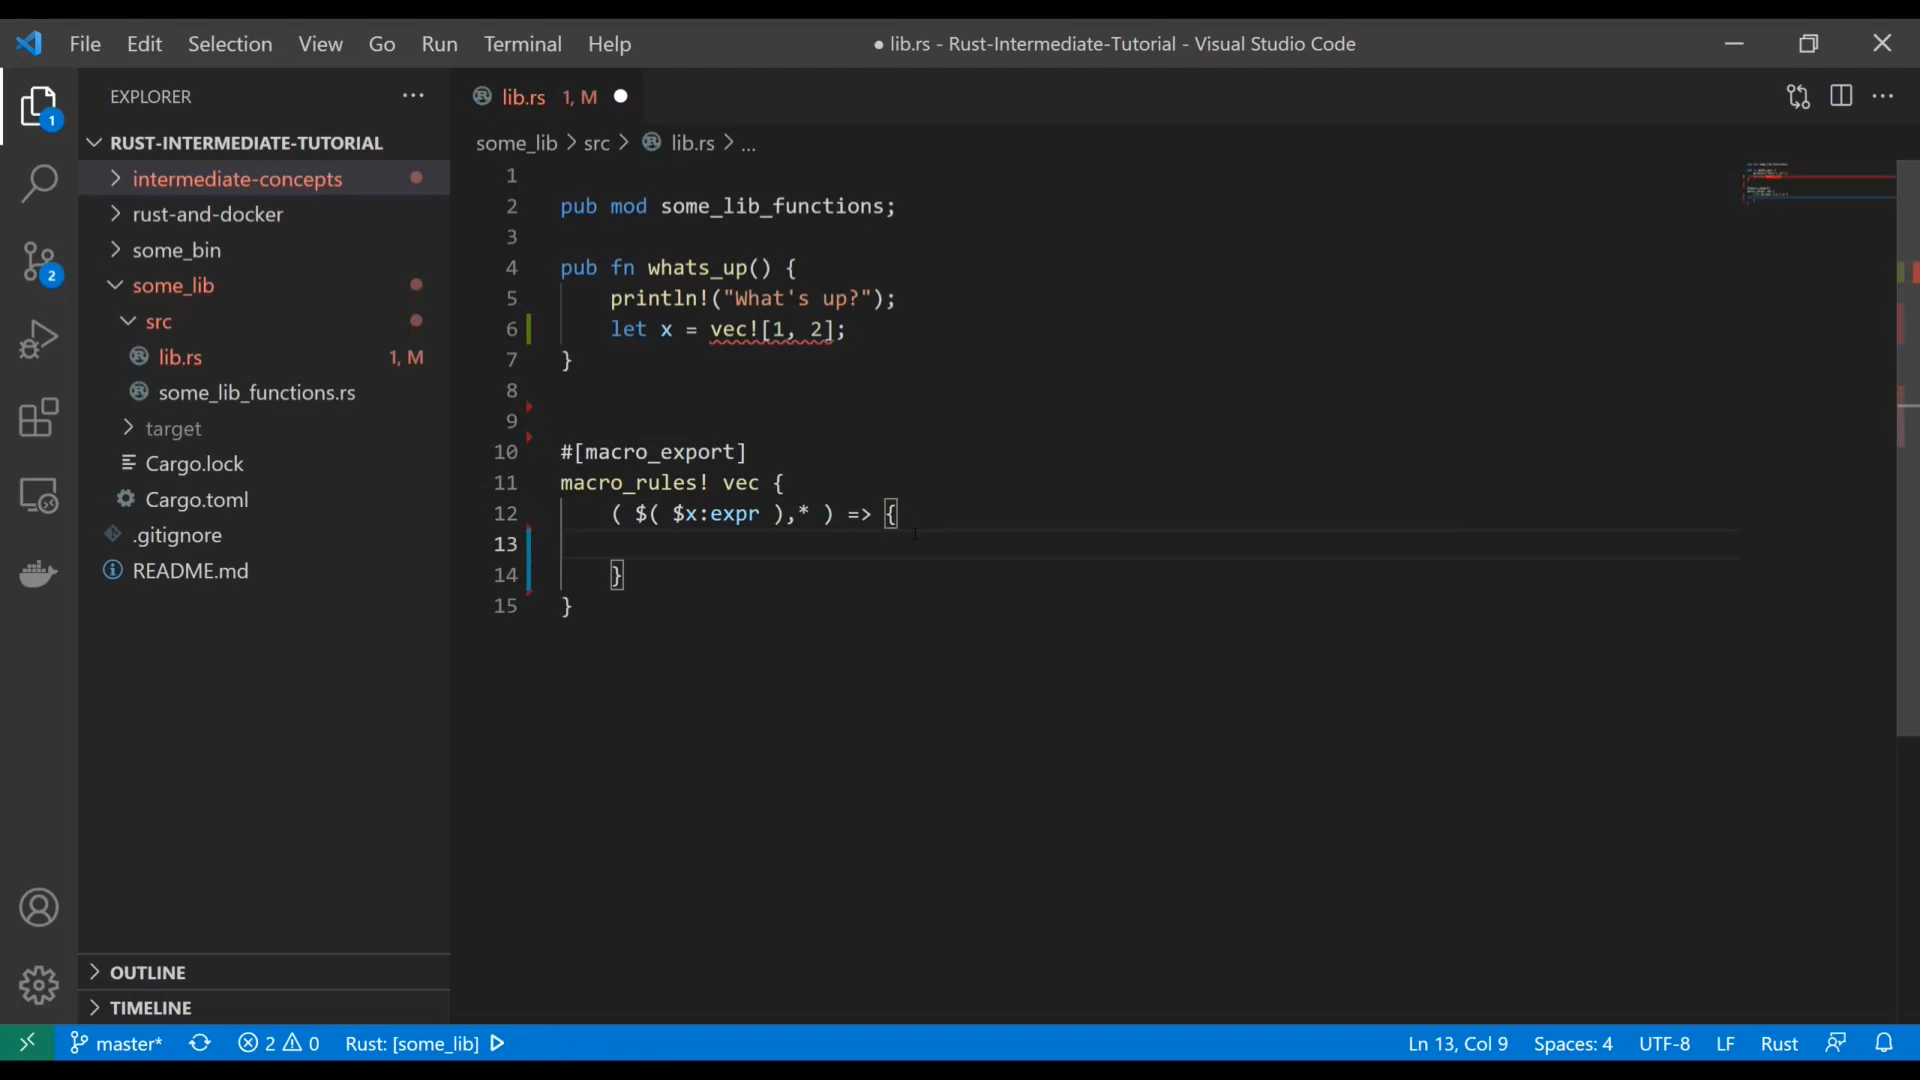 File Edit Selection View Go Run Terminal Help
● lib.rs - Rust-Intermediate-Tutorial - Visual Studio Code
EXPLORER
RUST-INTERMEDIATE-TUTORIAL
intermediate-concepts
rust-and-docker
some_bin
some_lib
src
lib.rs 1, M
some_lib_functions.rs
target
Cargo.lock
Cargo.toml
.gitignore
README.md
OUTLINE
TIMELINE
1
2
lib.rs 1, M
some_lib > src > lib.rs > ...
1
2 pub mod some_lib_functions;
3
4 pub fn whats_up() {
5 println!("What's up?");
6 let x = vec![1, 2];
7 }
8
9
10 #[macro_export]
11 macro_rules! vec {
12 ( $( $x:expr ),* ) => {
13
14 }
15 }
master* 2 0 Rust: [some_lib] Ln 13, Col 9 Spaces: 4 UTF-8 LF Rust